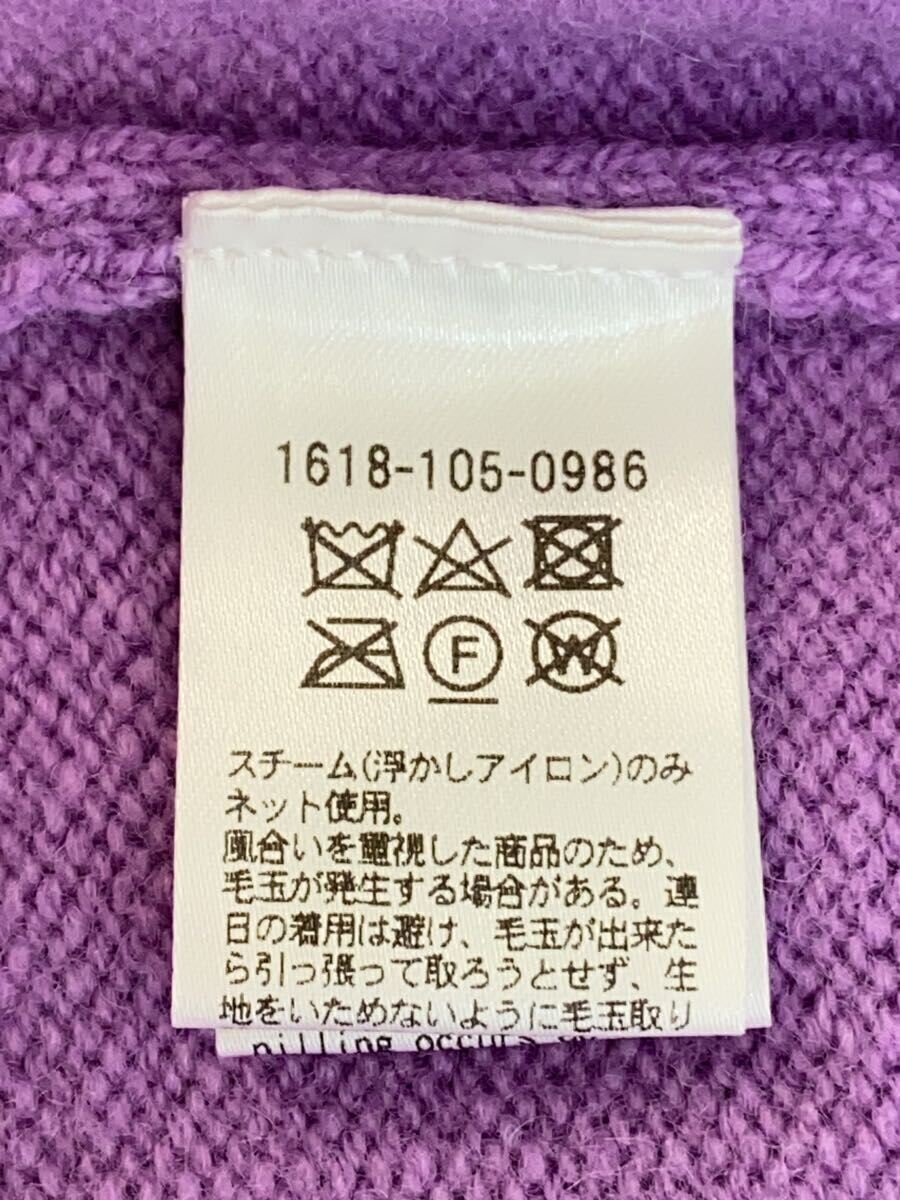 1618-105-0986
F
W
スチーム(浮かしアイロン)のみ
ネット使用。
風合いを重視した商品のため、
毛玉が発生する場合がある。連
日の着用は避け、毛玉が出来た
ら引っ張って取ろうとせず、生
地をいためないように毛玉取り
pilling occurs